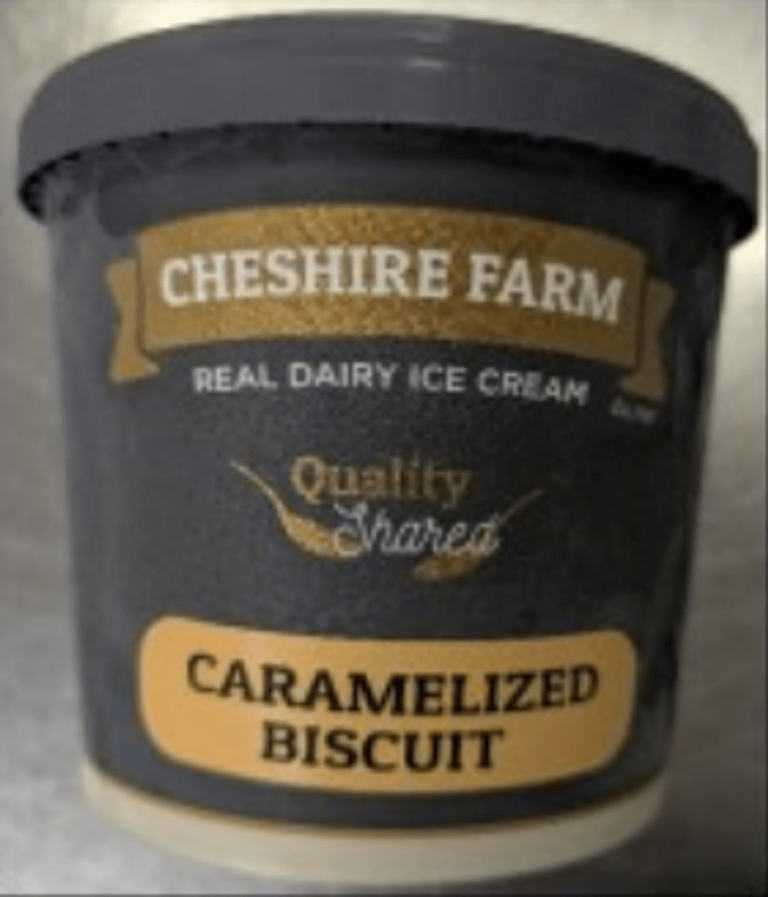 CHESHIRE FARM
REAL DAIRY ICE CREAM
Quality
Shared
CARAMELIZED
BISCUIT